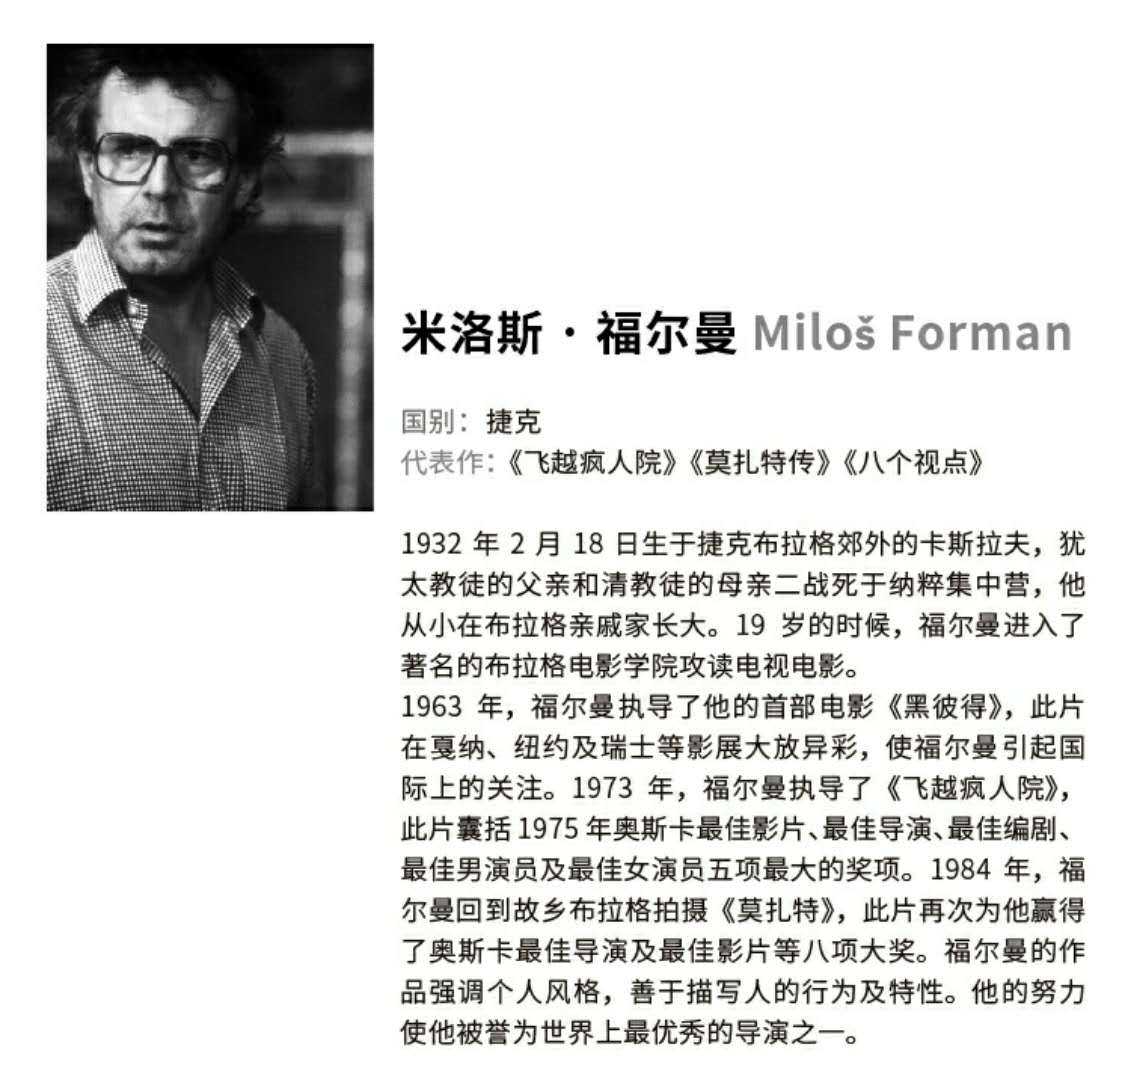 米洛斯・福尔曼 Miloš Forman
国别：捷克
代表作：《飞越疯人院》《莫扎特传》《八个视点》
1932 年 2 月 18 日生于捷克布拉格郊外的卡斯拉夫，犹
太教徒的父亲和清教徒的母亲二战死于纳粹集中营，他
从小在布拉格亲戚家长大。19 岁的时候，福尔曼进入了
著名的布拉格电影学院攻读电视电影。
1963 年，福尔曼执导了他的首部电影《黑彼得》，此片
在戛纳、纽约及瑞士等影展大放异彩，使福尔曼引起国
际上的关注。1973 年，福尔曼执导了《飞越疯人院》，
此片囊括 1975 年奥斯卡最佳影片、最佳导演、最佳编剧、
最佳男演员及最佳女演员五项最大的奖项。1984 年，福
尔曼回到故乡布拉格拍摄《莫扎特》，此片再次为他赢得
了奥斯卡最佳导演及最佳影片等八项大奖。福尔曼的作
品强调个人风格，善于描写人的行为及特性。他的努力
使他被誉为世界上最优秀的导演之一。